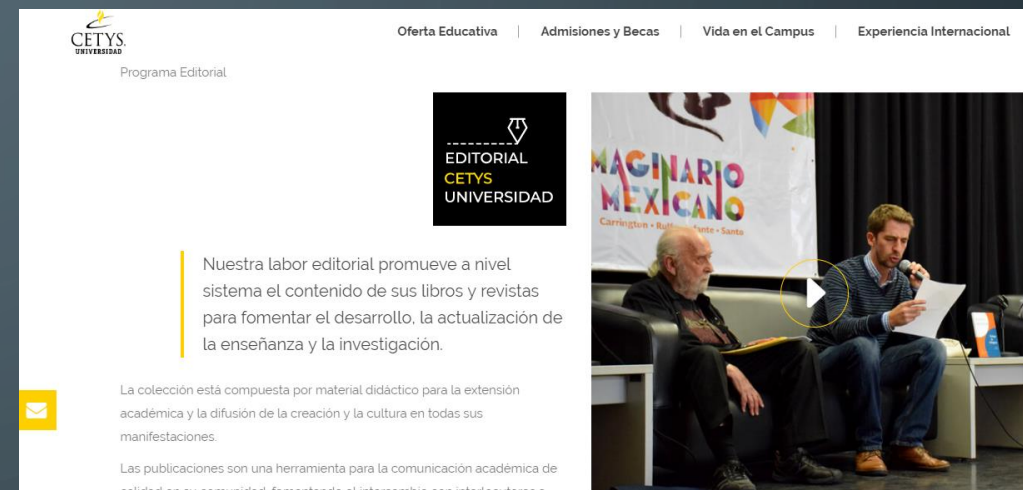 CETYS
UNIVERSIDAD
Oferta Educativa | Admisiones y Becas | Vida en el Campus | Experiencia Internacional
Programa Editorial
EDITORIAL
CETYS
UNIVERSIDAD
Nuestra labor editorial promueve a nivel
sistema el contenido de sus libros y revistas
para fomentar el desarrollo, la actualización de
la enseñanza y la investigación.
La colección está compuesta por material didáctico para la extensión
académica y la difusión de la creación y la cultura en todas sus
manifestaciones.
Las publicaciones son una herramienta para la comunicación académica de
MAGINARIO
MEXICANO
Carrington
Santo